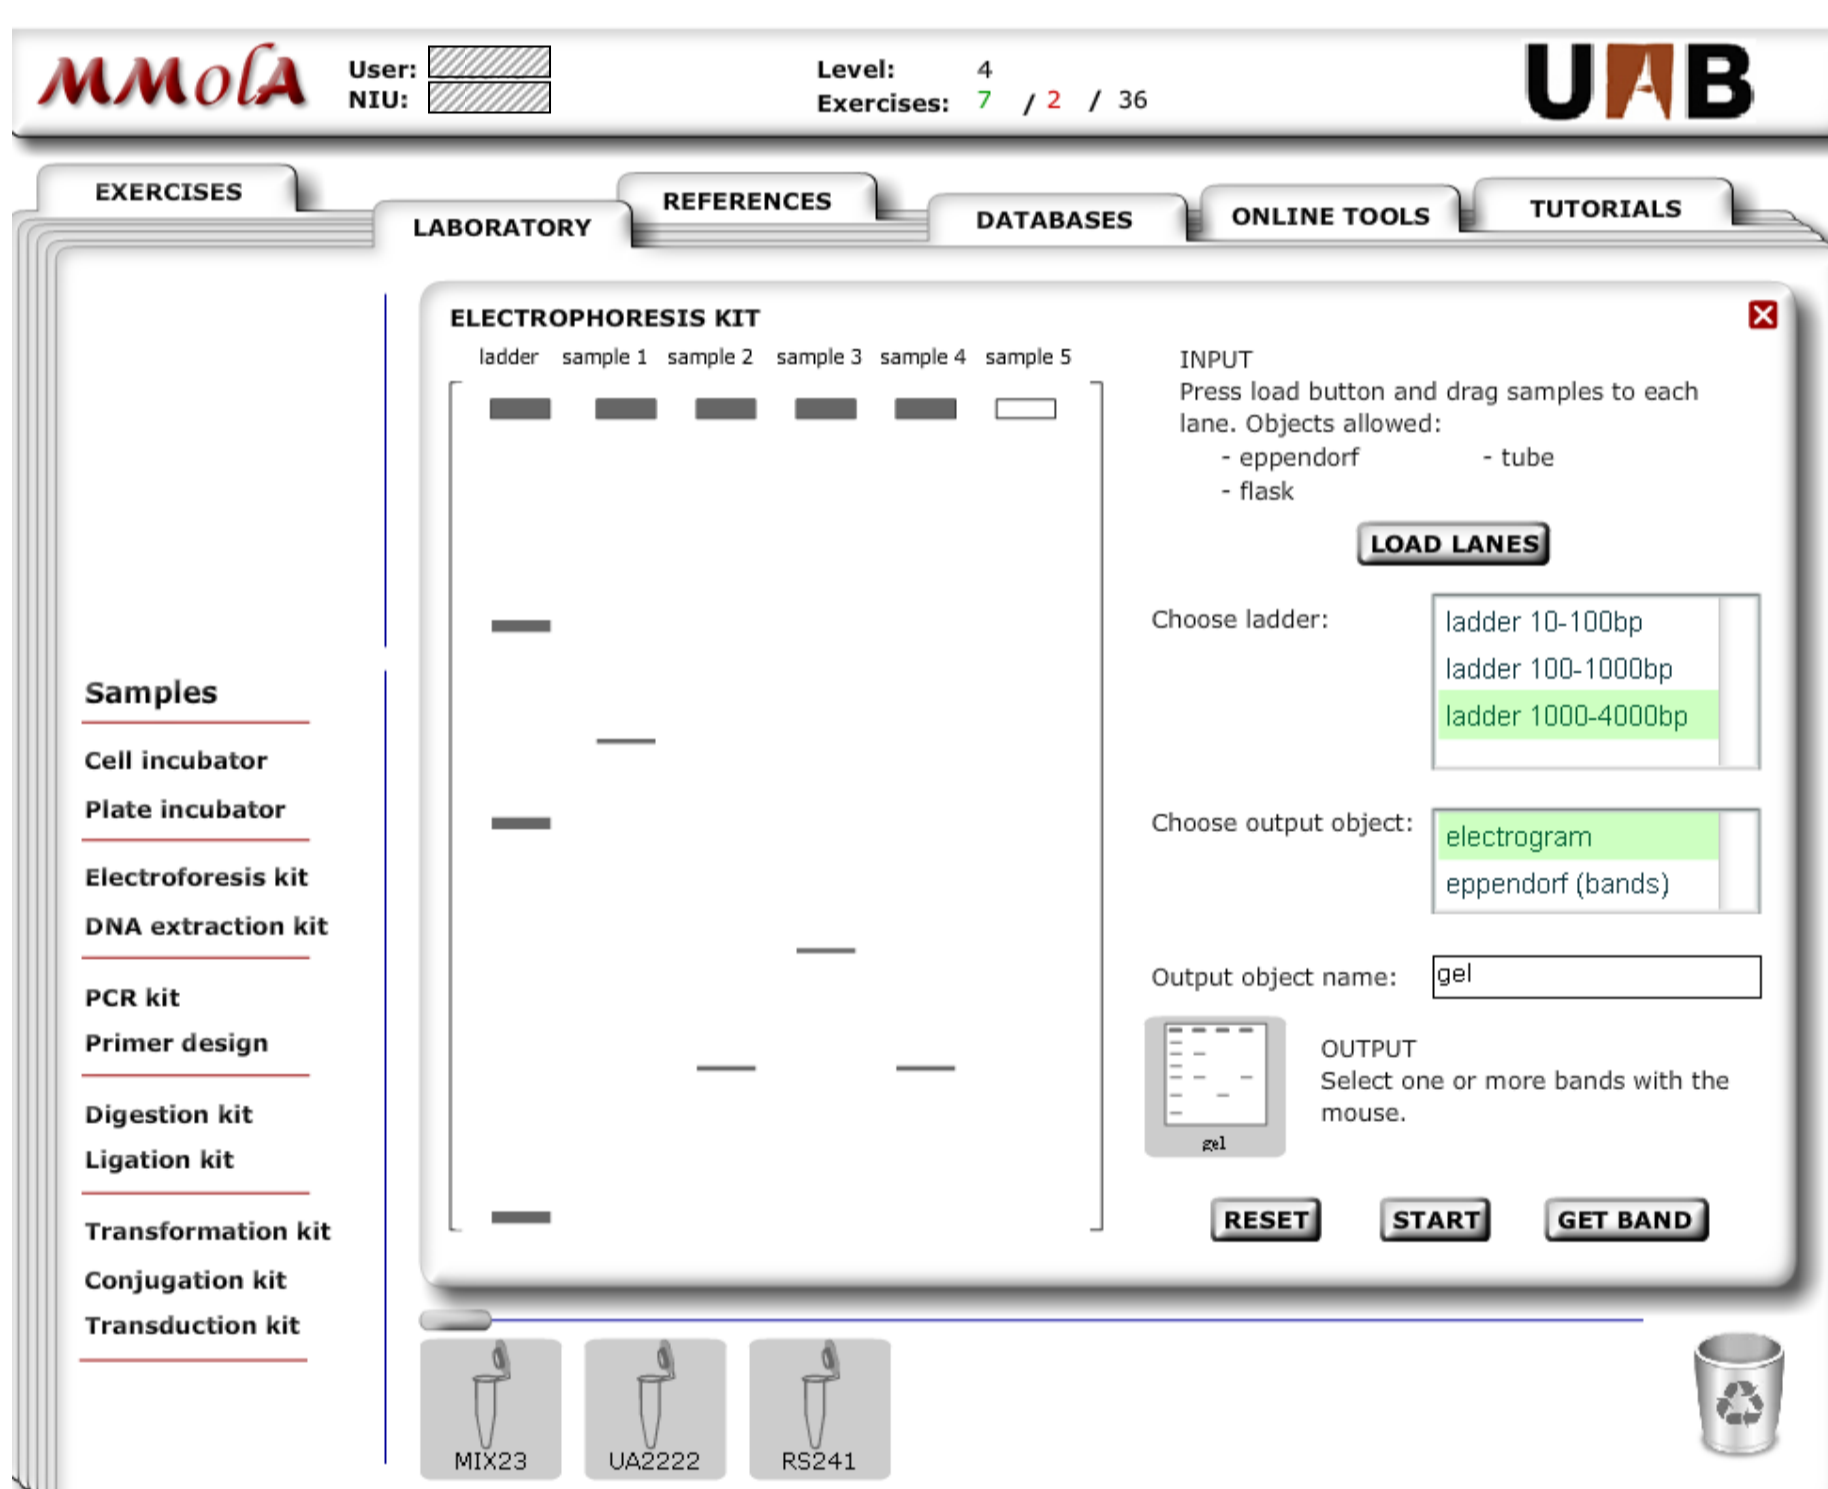 MMolA
User:
NIU:
Level: 4
Exercises: 7 / 2 / 36
UAB
EXERCISES
LABORATORY
REFERENCES
DATABASES
ONLINE TOOLS
TUTORIALS
Samples
Cell incubator
Plate incubator
Electroforesis kit
DNA extraction kit
PCR kit
Primer design
Digestion kit
Ligation kit
Transformation kit
Conjugation kit
Transduction kit
ELECTROPHORESIS KIT
ladder sample 1 sample 2 sample 3 sample 4 sample 5
INPUT
Press load button and drag samples to each
lane. Objects allowed:
- eppendorf - tube
- flask
LOAD LANES
Choose ladder:
ladder 10-100bp
ladder 100-1000bp
ladder 1000-4000bp
Choose output object:
electrogram
eppendorf (bands)
Output object name: gel
gel
OUTPUT
Select one or more bands with the
mouse.
RESET START GET BAND
MIX23 UA2222 RS241